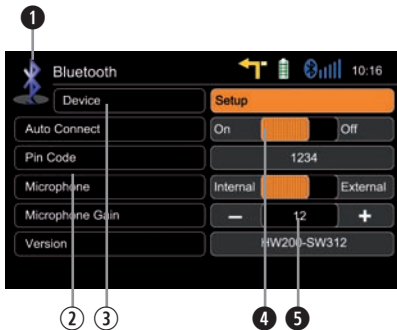 1
Bluetooth 10:16
Device Setup
Auto Connect On Off
Pin Code 1234
Microphone Internal External
Microphone Gain − 12 +
Version HW200-SW312
2 3 4 5